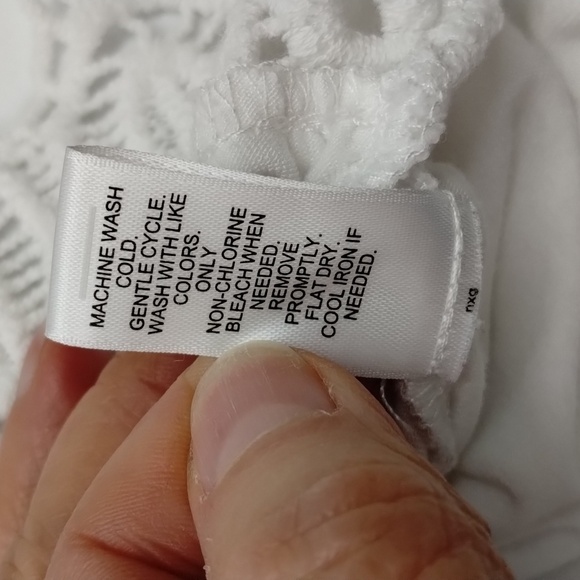 MACHINE WASH
COLD.
GENTLE CYCLE.
WASH WITH LIKE
COLORS.
ONLY
NON-CHLORINE
BLEACH WHEN
NEEDED.
REMOVE
PROMPTLY.
FLAT DRY.
COOL IRON IF
NEEDED.
nxg